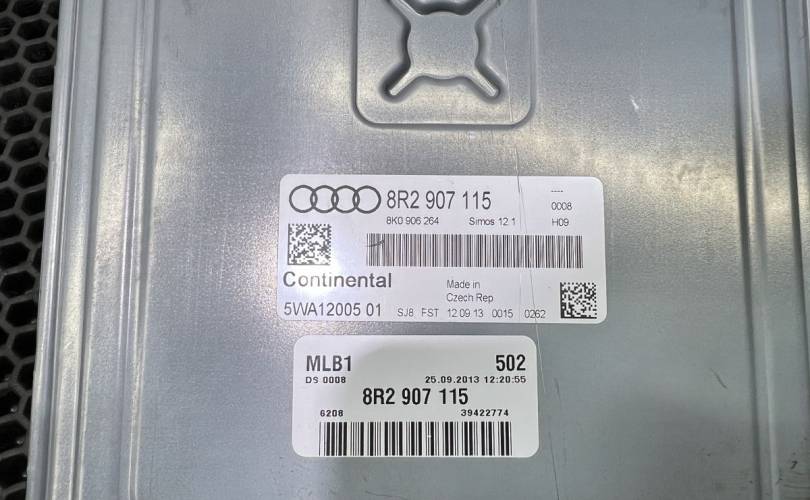 8R2 907 115 ----
8K0 906 264 Simos 12.1 0008
H09
Continental Made in
Czech Rep
5WA12005 01 SJ8 FST 12.09.13 0015 0262
MLB1 502
DS 0008 25.09.2013 12:20:55
8R2 907 115
6208 39422774